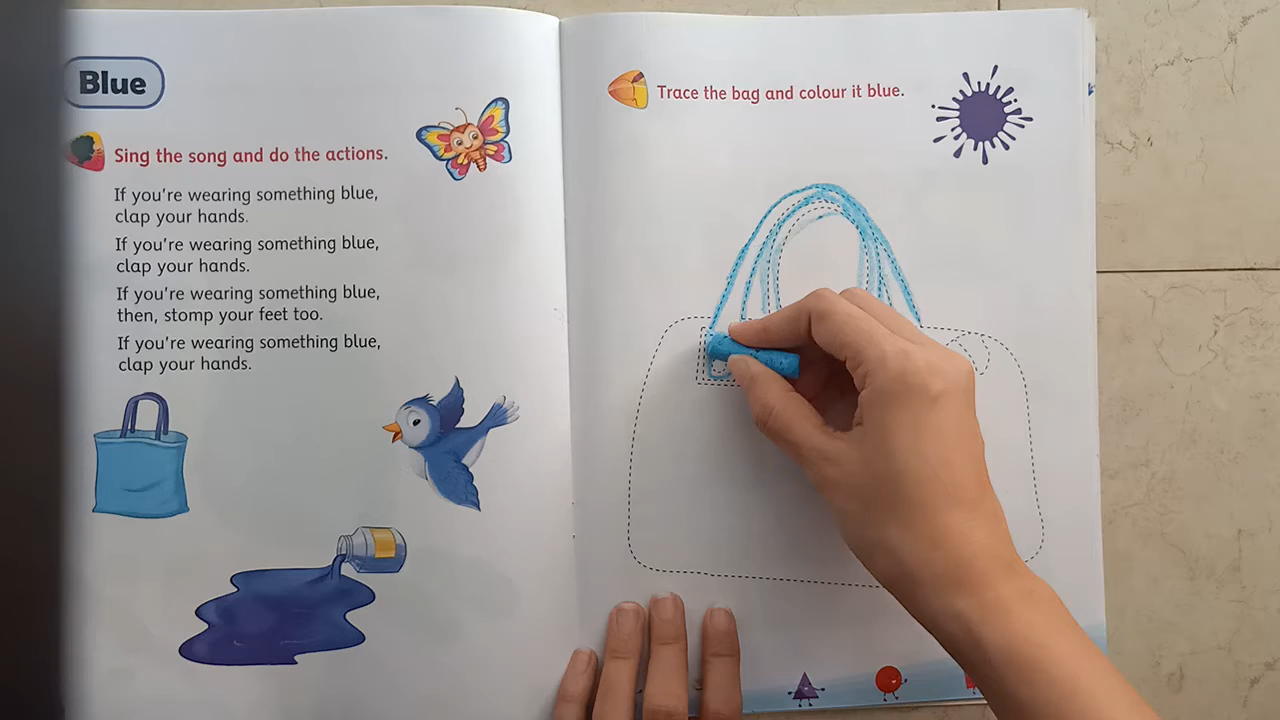 Blue
Sing the song and do the actions.
If you're wearing something blue,
clap your hands.
If you're wearing something blue,
clap your hands.
If you're wearing something blue,
then, stomp your feet too.
If you're wearing something blue,
clap your hands.
Trace the bag and colour it blue.